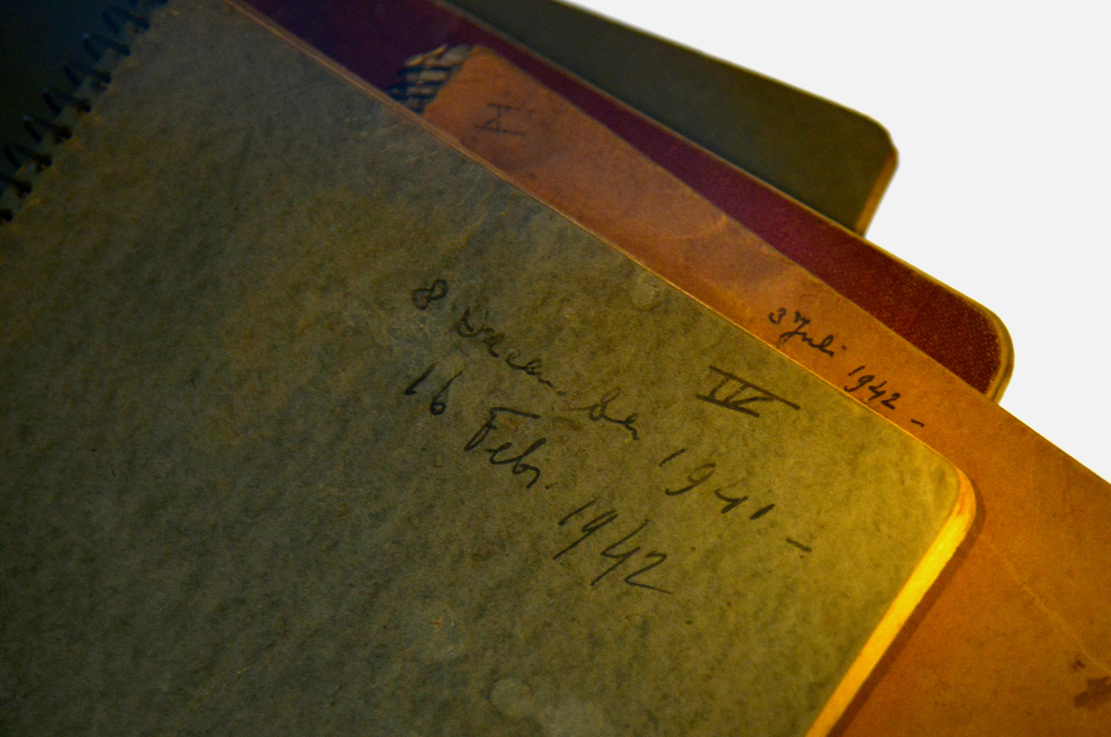 IV
8 December 1941 -
16 Febr. 1942
3 Juli 1942 -